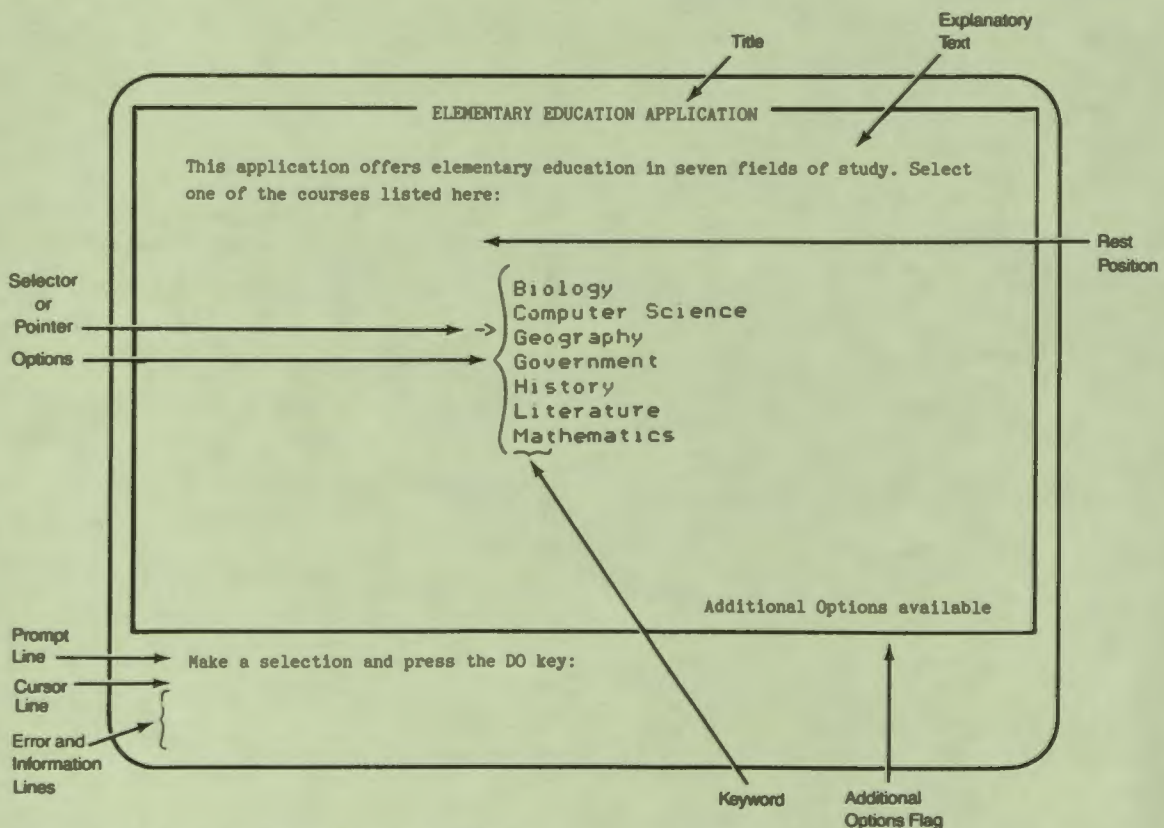 Title
Explanatory
Text
ELEMENTARY EDUCATION APPLICATION
This application offers elementary education in seven fields of study. Select
one of the courses listed here:
Rest
Position
Selector
or
Pointer
->
Options
Biology
Computer Science
Geography
Government
History
Literature
Mathematics
Additional Options available
Prompt
Line
Make a selection and press the DO key:
Cursor
Line
Error and
Information
Lines
Keyword
Additional
Options Flag